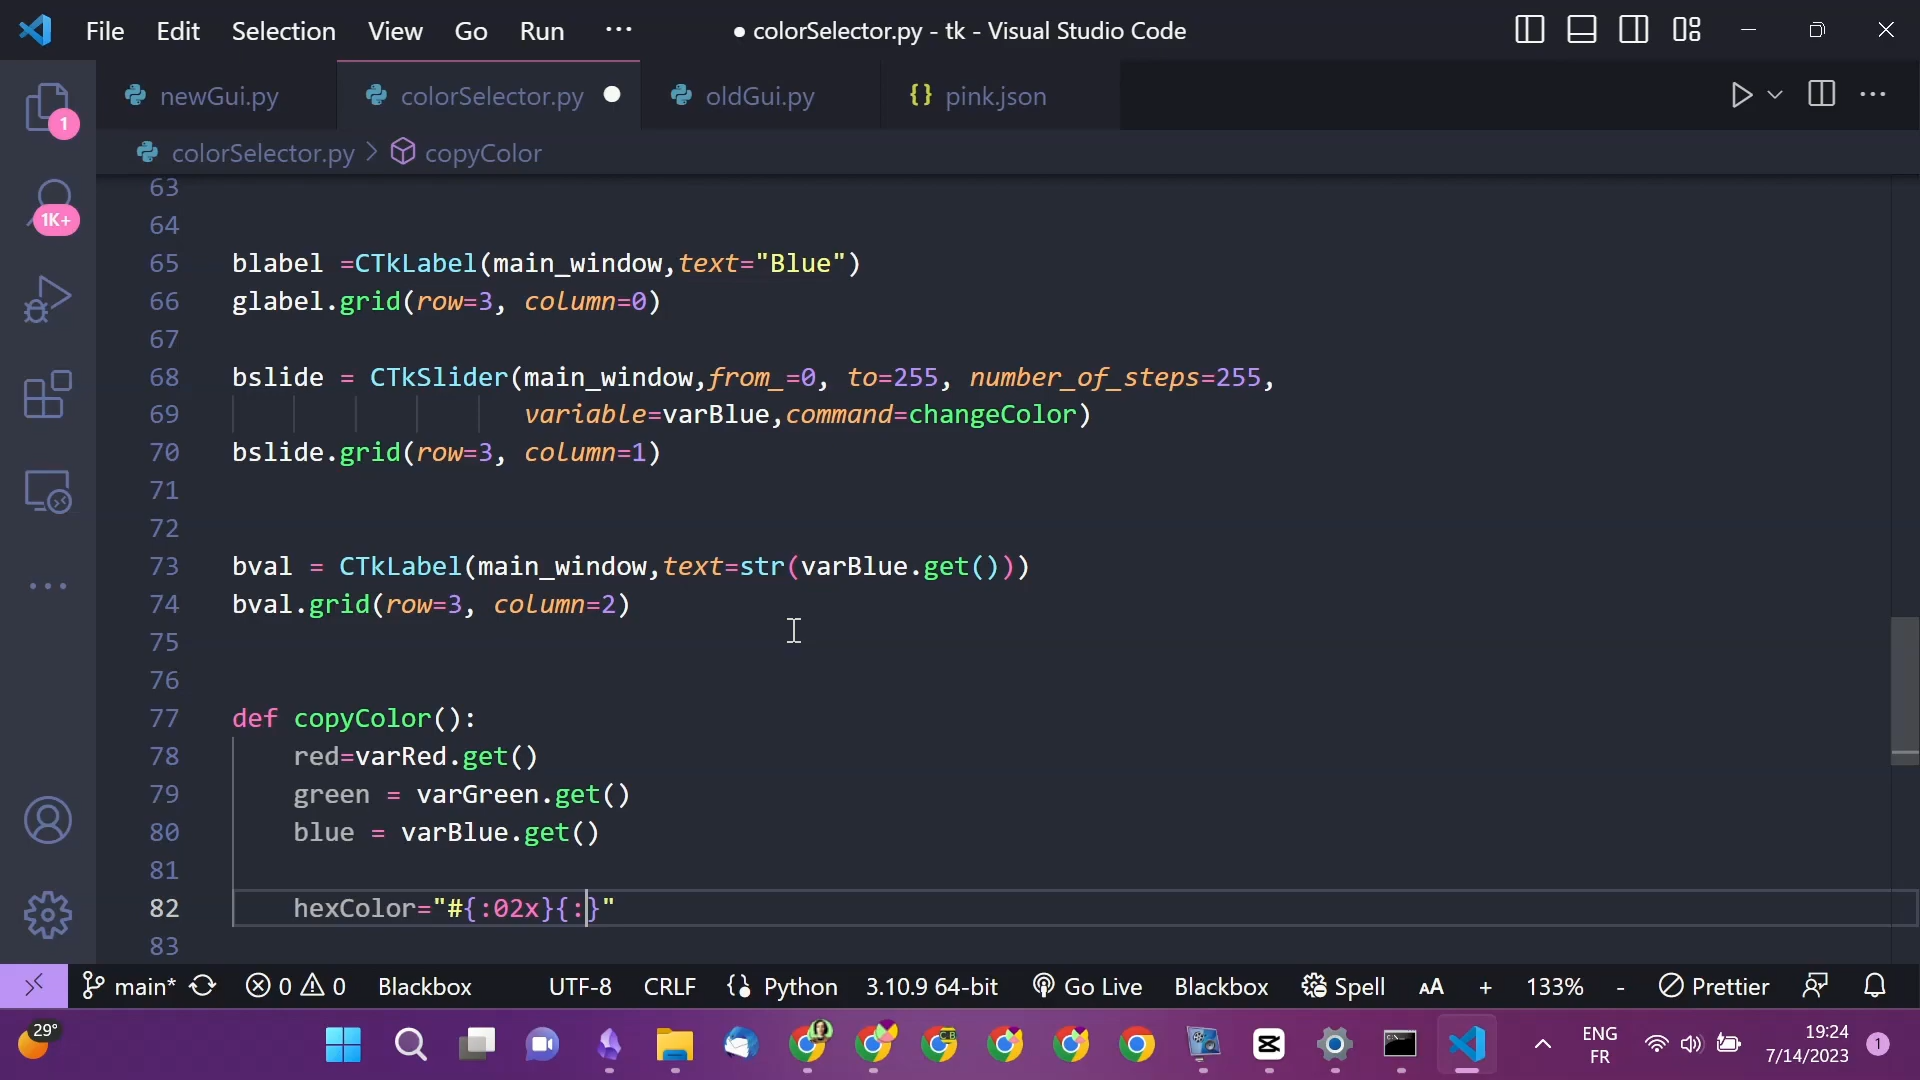 File Edit Selection View Go Run ··· ● colorSelector.py - tk - Visual Studio Code
newGui.py colorSelector.py oldGui.py {} pink.json
1
colorSelector.py > copyColor
63
1K+
64
65 blabel =CTkLabel(main_window,text="Blue")
66 glabel.grid(row=3, column=0)
67
68 bslide = CTkSlider(main_window,from_=0, to=255, number_of_steps=255,
69 variable=varBlue,command=changeColor)
70 bslide.grid(row=3, column=1)
71
72
73 bval = CTkLabel(main_window,text=str(varBlue.get()))
74 bval.grid(row=3, column=2)
75
76
77 def copyColor():
78 red=varRed.get()
79 green = varGreen.get()
80 blue = varBlue.get()
81
82 hexColor="#{:02x}{:}"
83
main* 0 0 Blackbox UTF-8 CRLF Python 3.10.9 64-bit Go Live Blackbox Spell AA + 133% - Prettier
29° C B ENG 19:24 1
FR 7/14/2023